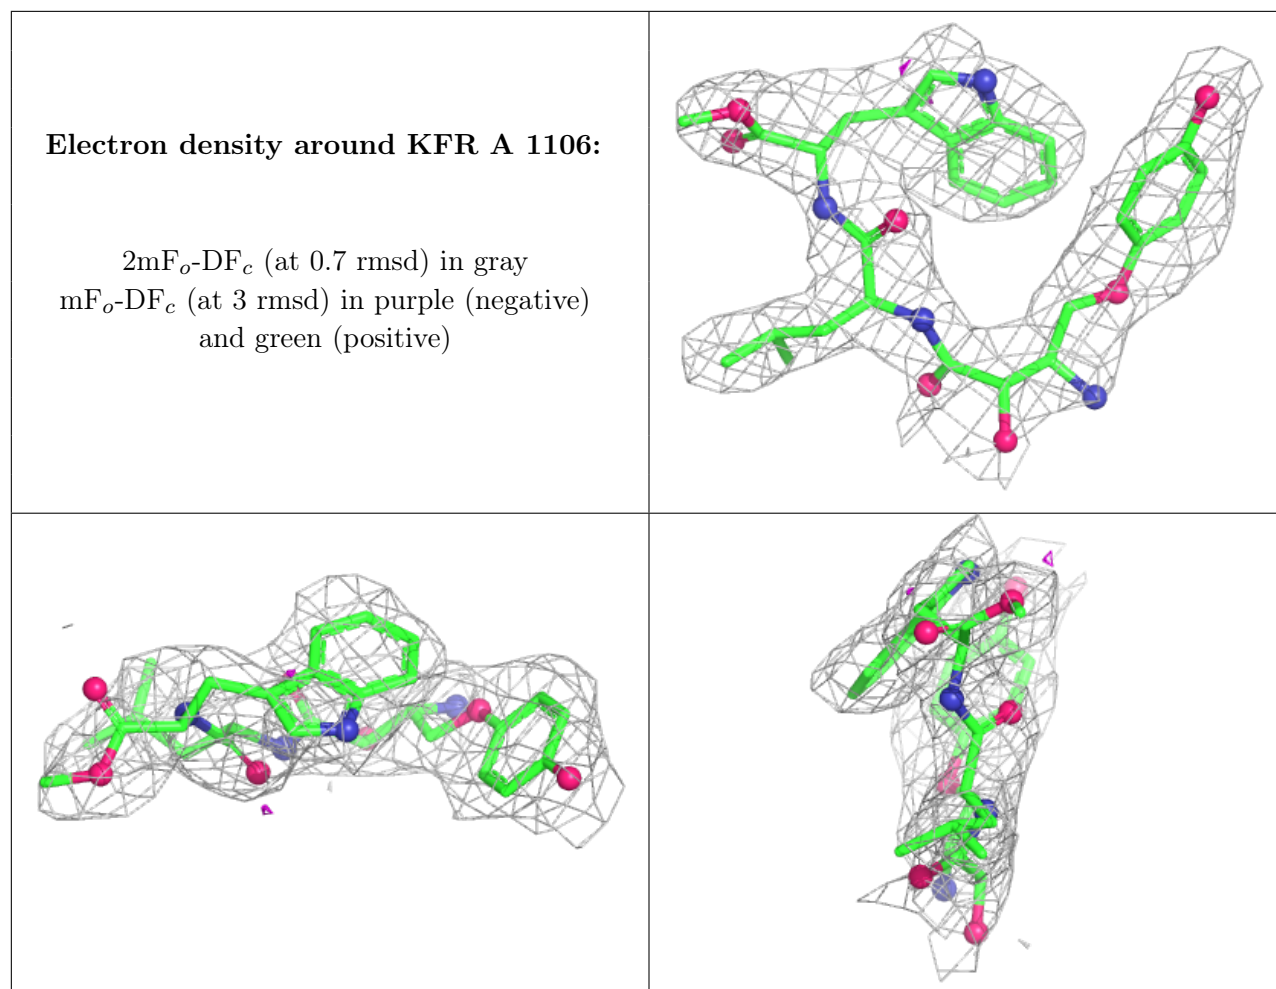 Electron density around KFR A 1106:
2mFₒ-DF𝒸 (at 0.7 rmsd) in gray
mFₒ-DF𝒸 (at 3 rmsd) in purple (negative)
and green (positive)